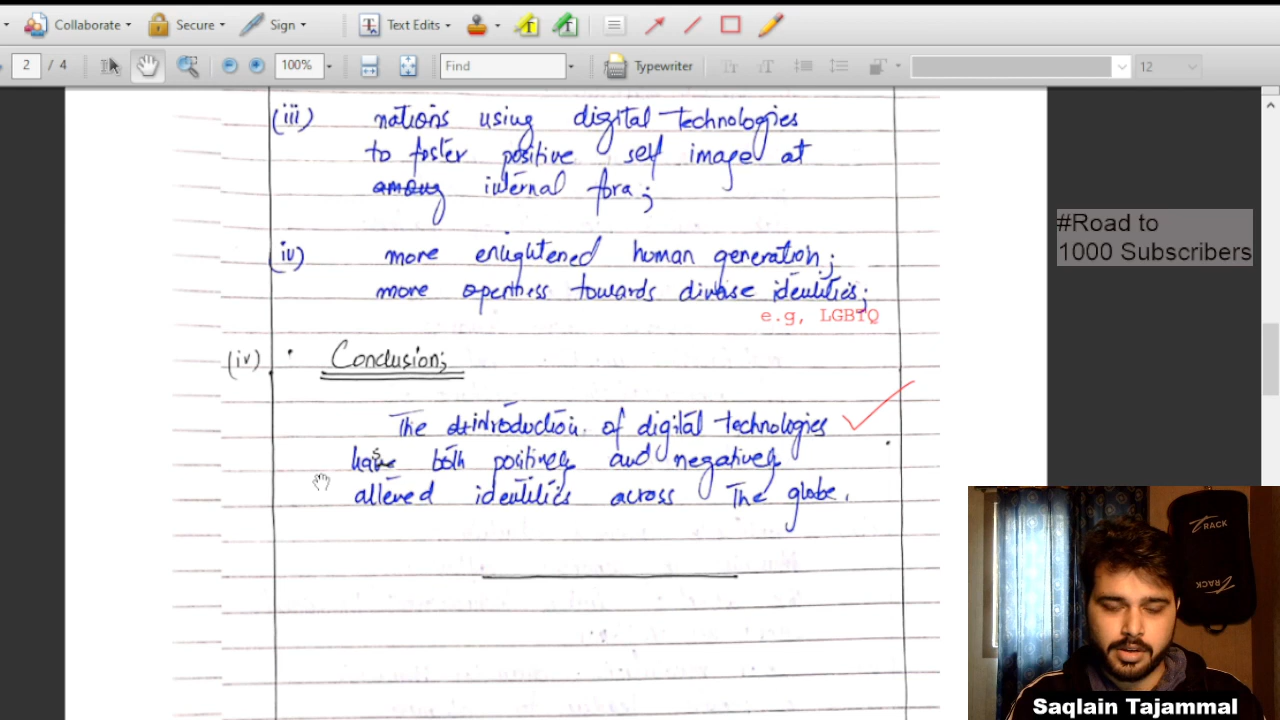 Collaborate Secure Sign Text Edits
2 / 4 100% Find Typewriter 12
(iii) nations using digital technologies
to foster positive self image at
among internal fora;
#Road to
1000 Subscribers
(iv) more enlightened human generation;
more openness towards diverse identities;
e.g, LGBTQ
(iv) Conclusion;
The introduction of digital technologies
has both positively and negatively
altered identities across The globe.
TRACK
TRACK
Saqlain Tajammal